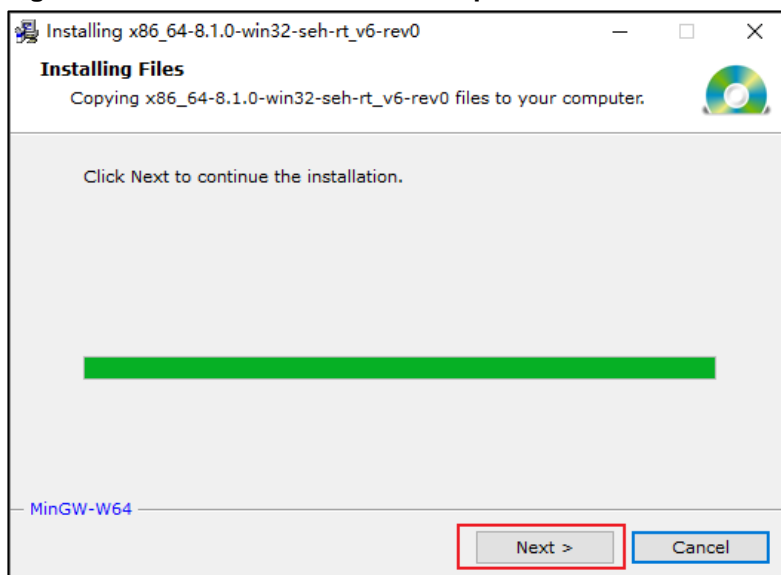 Installing x86_64-8.1.0-win32-seh-rt_v6-rev0
Installing Files
Copying x86_64-8.1.0-win32-seh-rt_v6-rev0 files to your computer.
Click Next to continue the installation.
MinGW-W64
Next >
Cancel